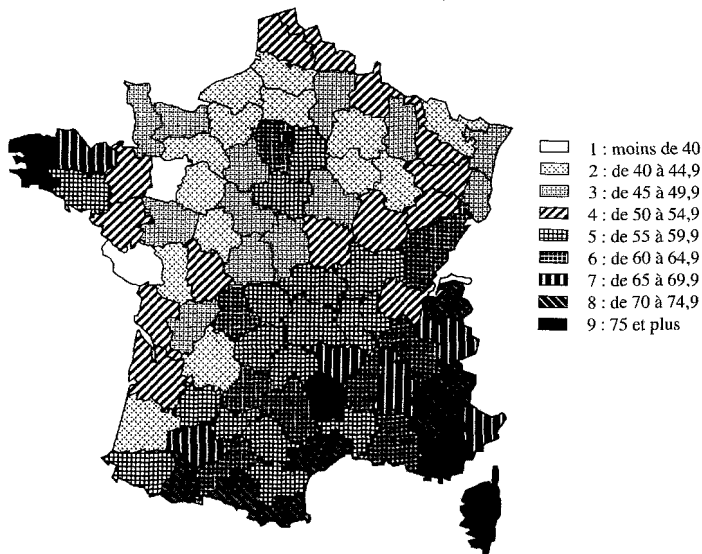 1 : moins de 40
2 : de 40 à 44,9
3 : de 45 à 49,9
4 : de 50 à 54,9
5 : de 55 à 59,9
6 : de 60 à 64,9
7 : de 65 à 69,9
8 : de 70 à 74,9
9 : 75 et plus